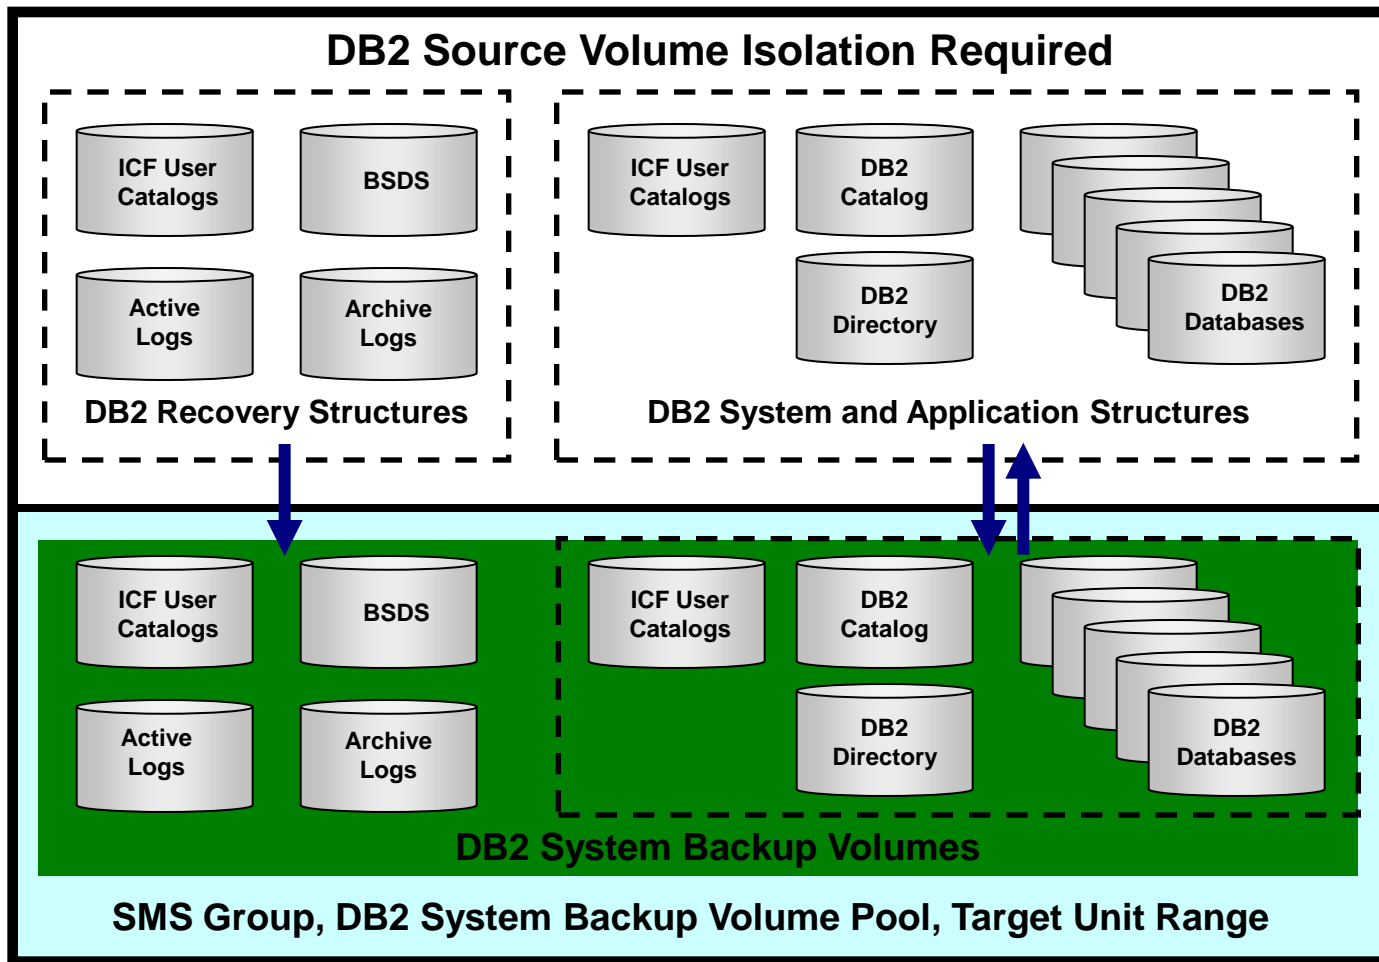 DB2 Source Volume Isolation Required
ICF User
Catalogs
BSDS
Active
Logs
Archive
Logs
DB2 Recovery Structures
ICF User
Catalogs
DB2
Catalog
DB2
Directory
DB2
Databases
DB2 System and Application Structures
ICF User
Catalogs
BSDS
Active
Logs
Archive
Logs
ICF User
Catalogs
DB2
Catalog
DB2
Directory
DB2
Databases
DB2 System Backup Volumes
SMS Group, DB2 System Backup Volume Pool, Target Unit Range